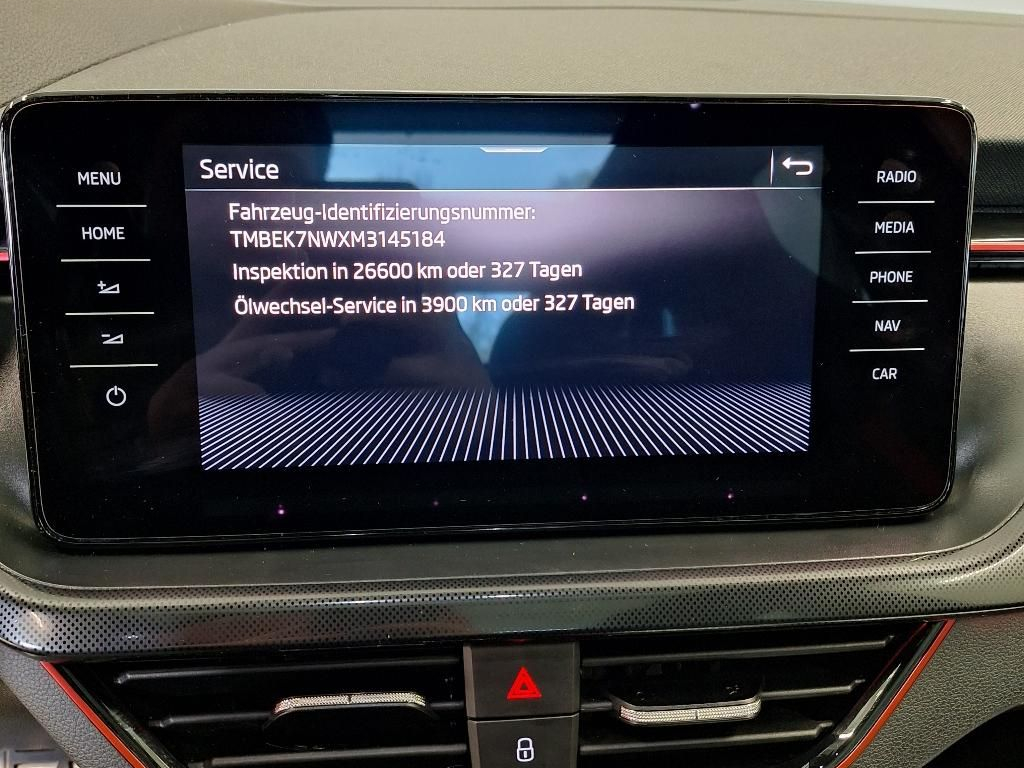 Service
Fahrzeug-Identifizierungsnummer:
TMBEK7NWXM3145184
Inspektion in 26600 km oder 327 Tagen
Ölwechsel-Service in 3900 km oder 327 Tagen
MENU
HOME
RADIO
MEDIA
PHONE
NAV
CAR